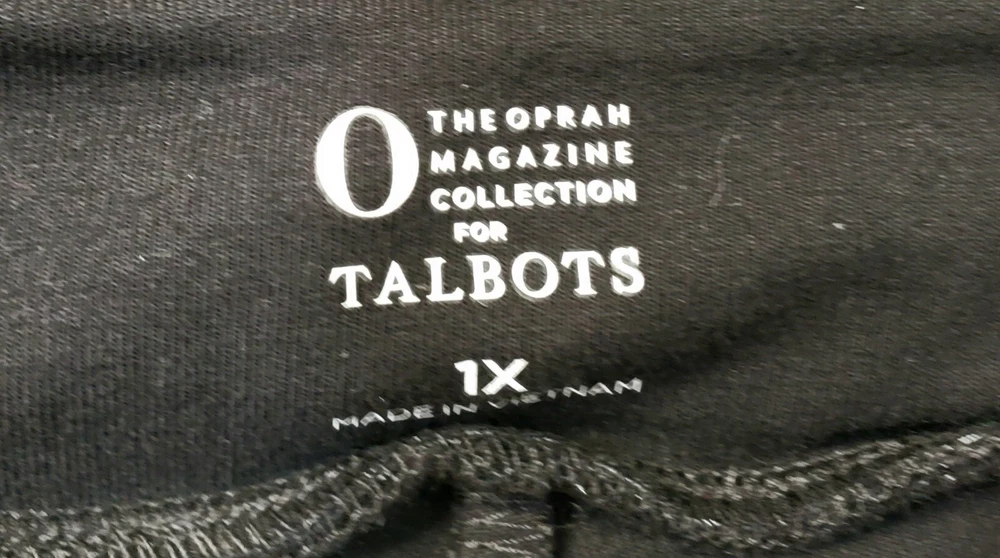 O THE OPRAH
MAGAZINE
COLLECTION
FOR
TALBOTS
1X
MADE IN VIETNAM